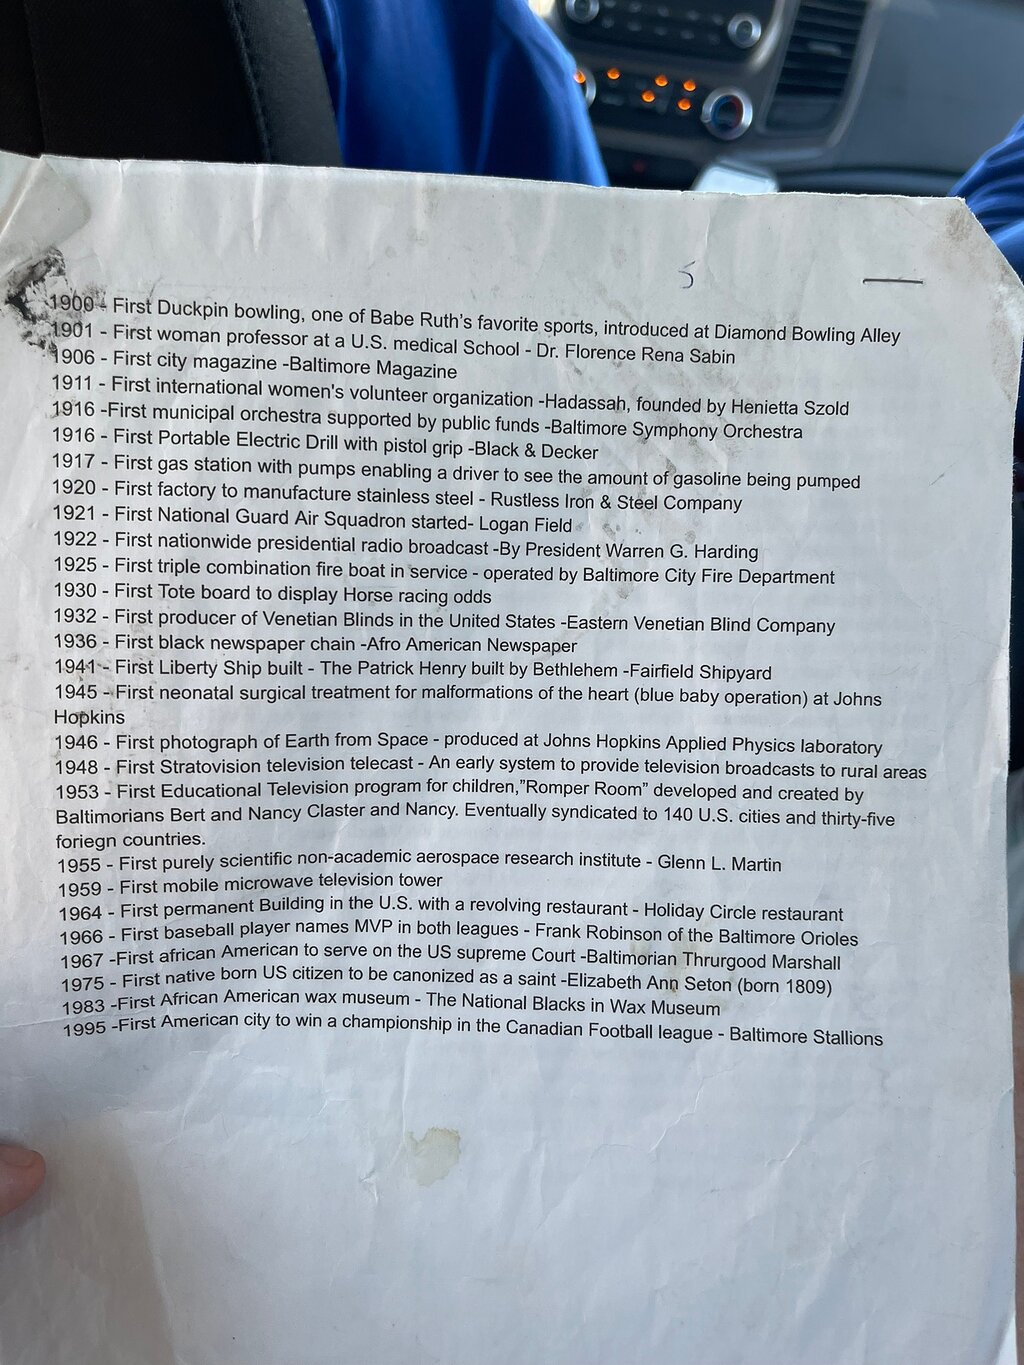 5
1900 - First Duckpin bowling, one of Babe Ruth's favorite sports, introduced at Diamond Bowling Alley
1901 - First woman professor at a U.S. medical School - Dr. Florence Rena Sabin
1906 - First city magazine -Baltimore Magazine
1911 - First international women's volunteer organization -Hadassah, founded by Henietta Szold
1916 -First municipal orchestra supported by public funds -Baltimore Symphony Orchestra
1916 - First Portable Electric Drill with pistol grip -Black & Decker
1917 - First gas station with pumps enabling a driver to see the amount of gasoline being pumped
1920 - First factory to manufacture stainless steel - Rustless Iron & Steel Company
1921 - First National Guard Air Squadron started- Logan Field
1922 - First nationwide presidential radio broadcast -By President Warren G. Harding
1925 - First triple combination fire boat in service - operated by Baltimore City Fire Department
1930 - First Tote board to display Horse racing odds
1932 - First producer of Venetian Blinds in the United States -Eastern Venetian Blind Company
1936 - First black newspaper chain -Afro American Newspaper
1941 - First Liberty Ship built - The Patrick Henry built by Bethlehem -Fairfield Shipyard
1945 - First neonatal surgical treatment for malformations of the heart (blue baby operation) at Johns
Hopkins
1946 - First photograph of Earth from Space - produced at Johns Hopkins Applied Physics laboratory
1948 - First Stratovision television telecast - An early system to provide television broadcasts to rural areas
1953 - First Educational Television program for children,"Romper Room" developed and created by
Baltimorians Bert and Nancy Claster and Nancy. Eventually syndicated to 140 U.S. cities and thirty-five
foriegn countries.
1955 - First purely scientific non-academic aerospace research institute - Glenn L. Martin
1959 - First mobile microwave television tower
1964 - First permanent Building in the U.S. with a revolving restaurant - Holiday Circle restaurant
1966 - First baseball player names MVP in both leagues - Frank Robinson of the Baltimore Orioles
1967 -First african American to serve on the US supreme Court -Baltimorian Thrurgood Marshall
1975 - First native born US citizen to be canonized as a saint -Elizabeth Ann Seton (born 1809)
1983 -First African American wax museum - The National Blacks in Wax Museum
1995 -First American city to win a championship in the Canadian Football league - Baltimore Stallions